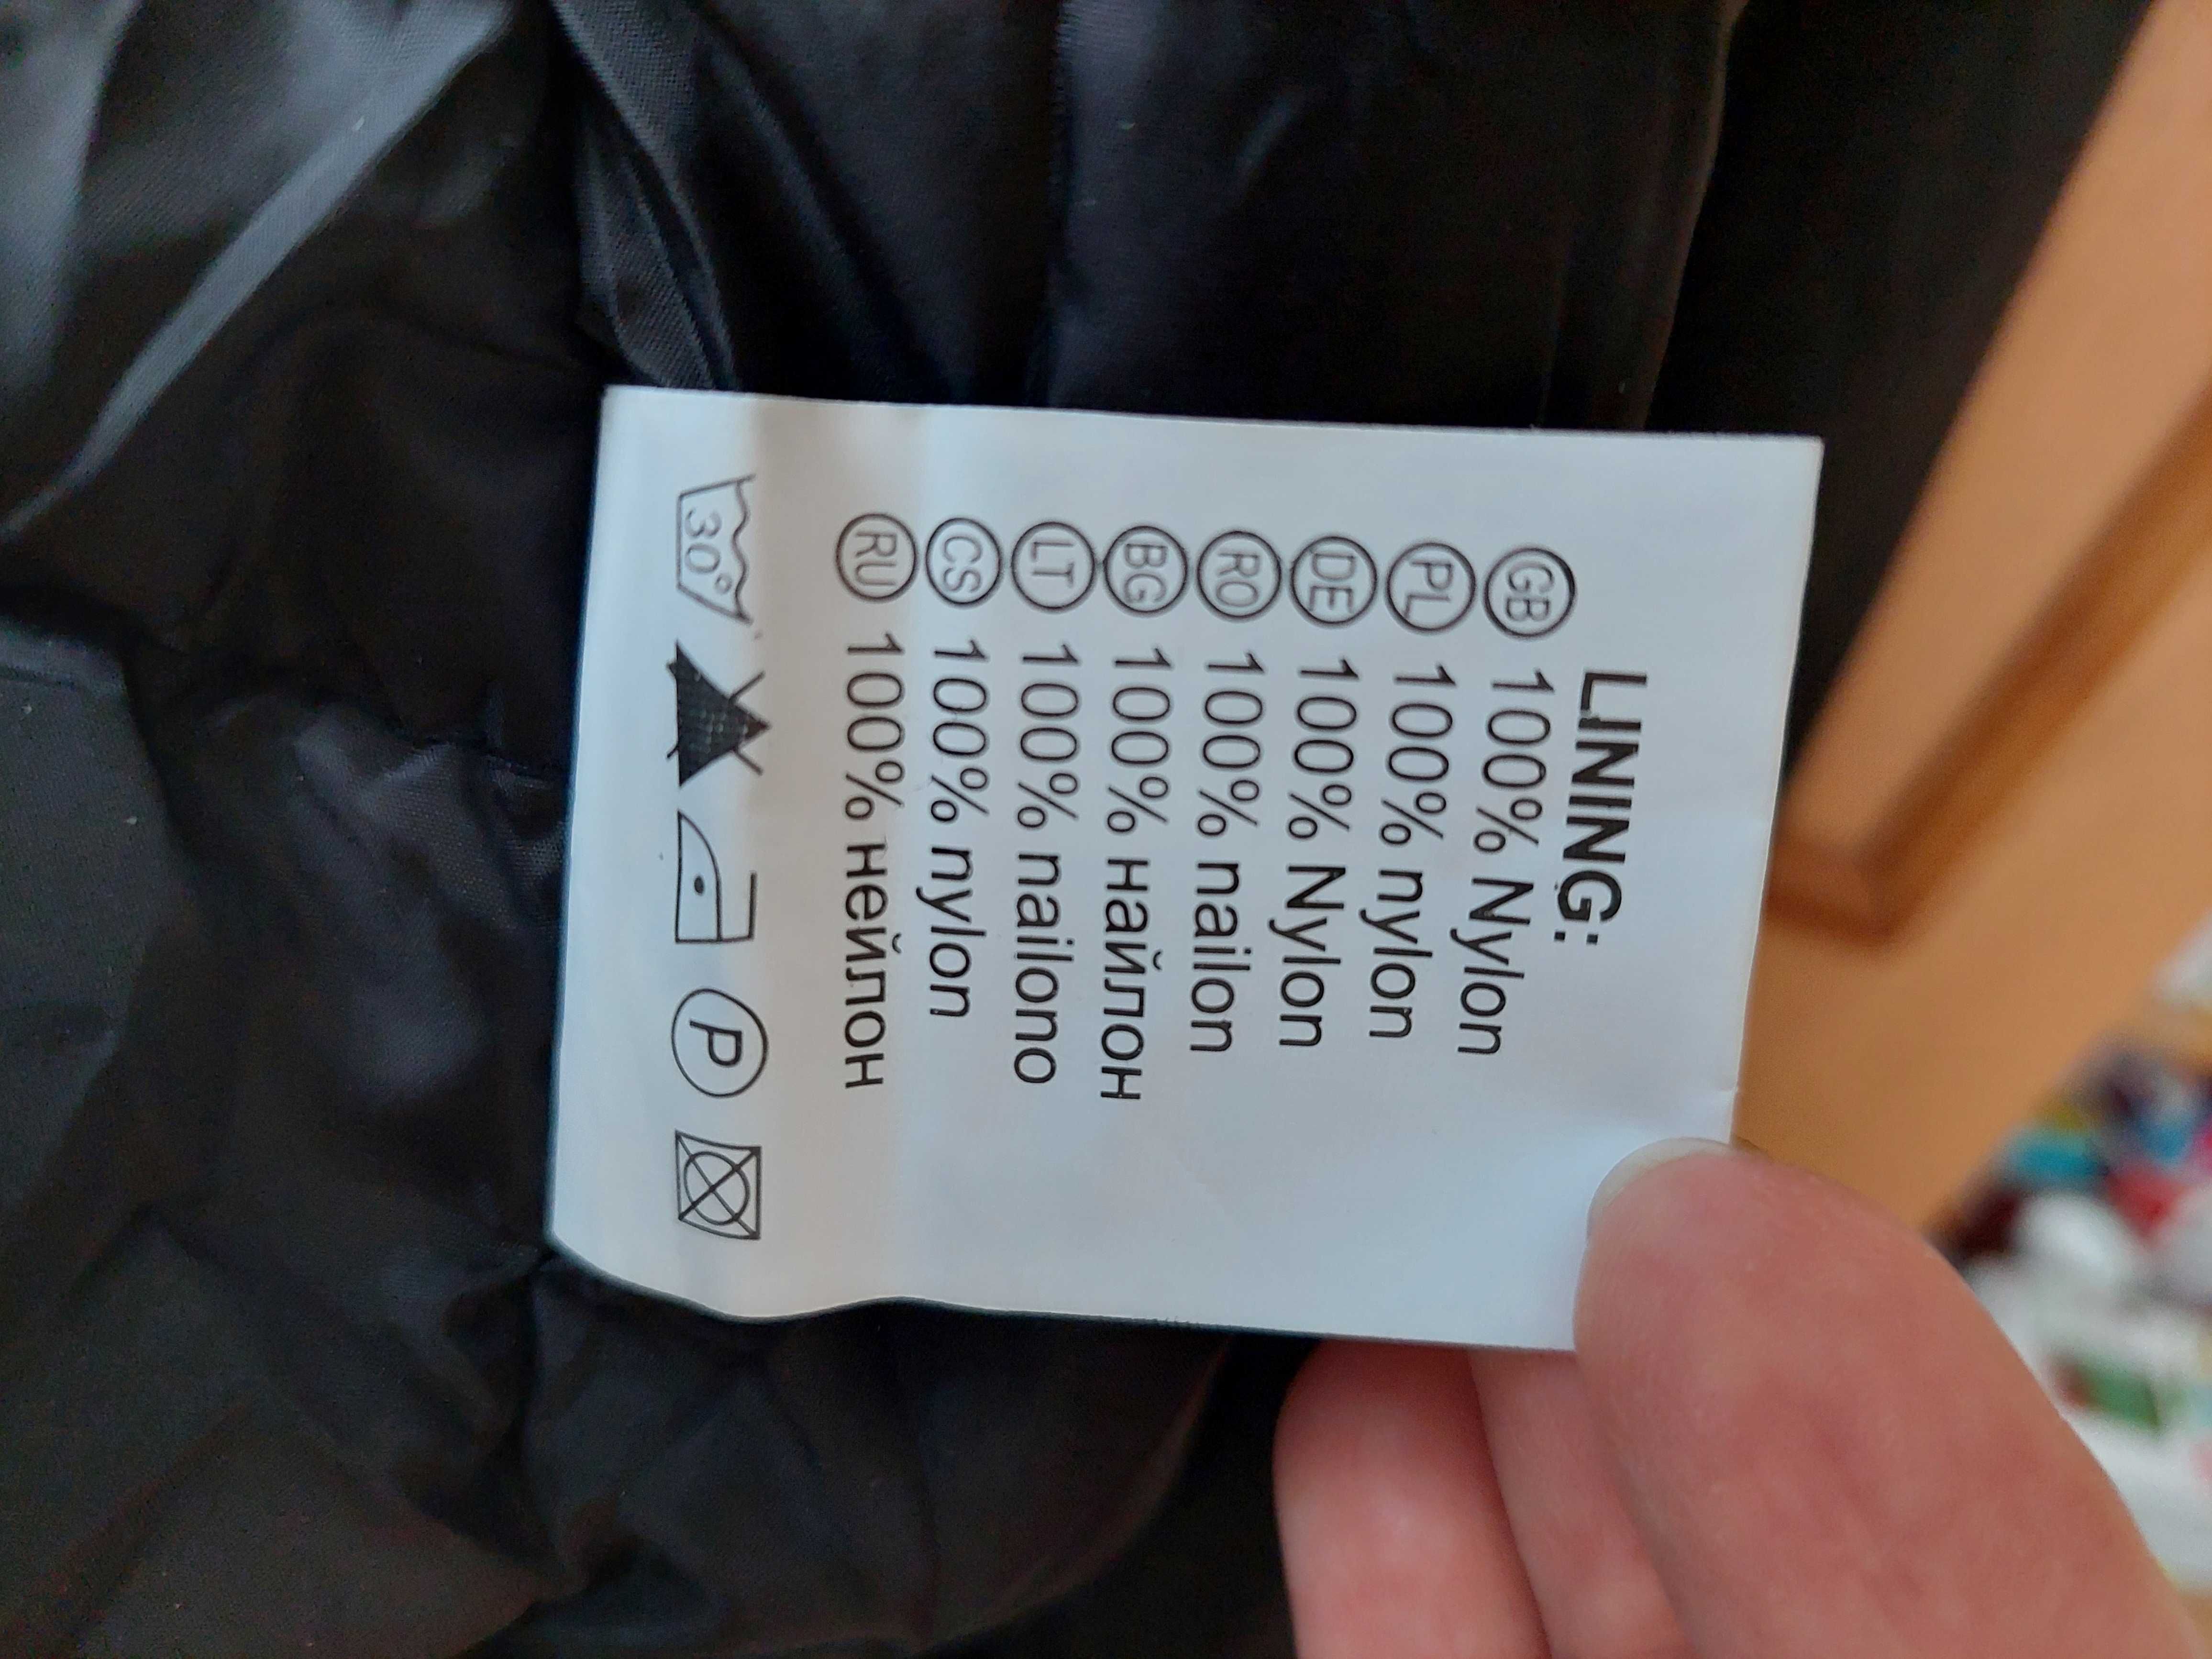 LINING:
GB 100% Nylon
PL 100% nylon
DE 100% Nylon
RO 100% nailon
BG 100% найлон
LT 100% nailono
CS 100% nylon
RU 100% нейлон
30° P